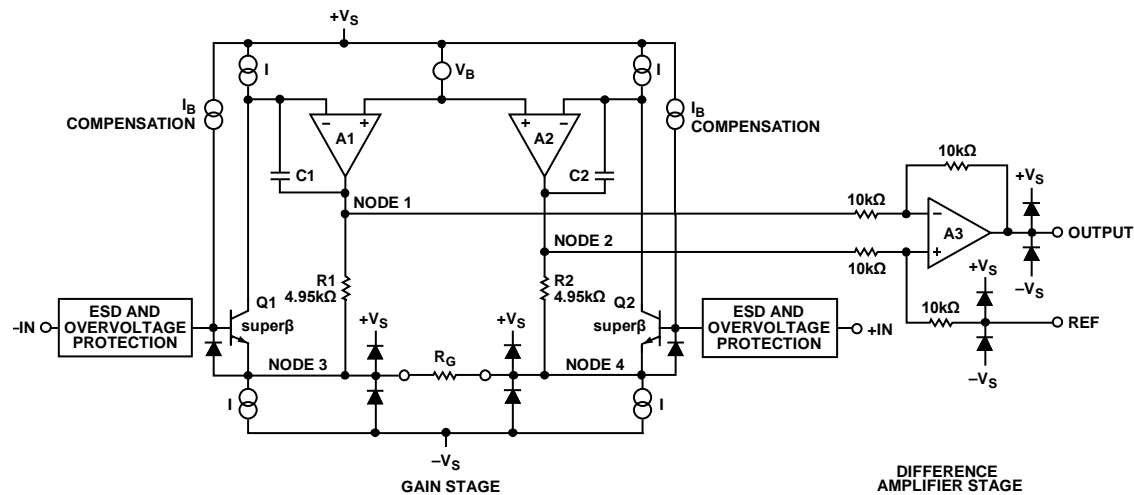 +VS
I
VB
I
IB
COMPENSATION
IB
COMPENSATION
− +
A1
+ −
A2
C1
C2
10kΩ
+VS
NODE 1
10kΩ
−
A3
+
OUTPUT
NODE 2
10kΩ
−VS
+VS
R1
4.95kΩ
R2
4.95kΩ
10kΩ
REF
−VS
Q1
superβ
Q2
superβ
–IN
ESD AND
OVERVOLTAGE
PROTECTION
ESD AND
OVERVOLTAGE
PROTECTION
+IN
+VS
+VS
NODE 3
RG
NODE 4
I
I
−VS
GAIN STAGE
DIFFERENCE
AMPLIFIER STAGE